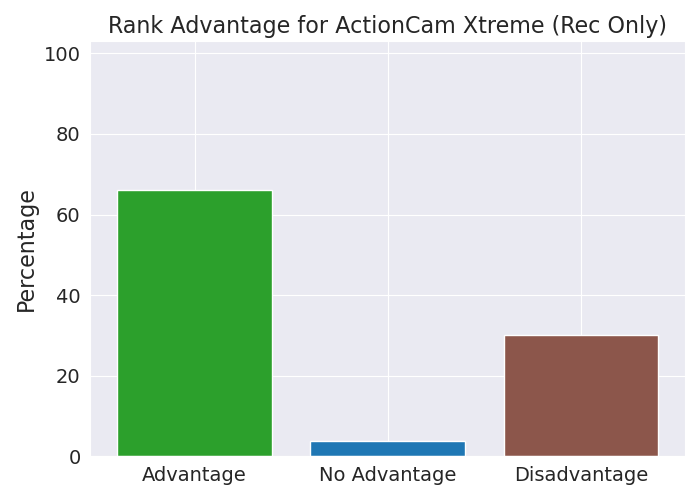 Rank Advantage for ActionCam Xtreme (Rec Only)
Percentage
100
80
60
40
20
0
Advantage
No Advantage
Disadvantage